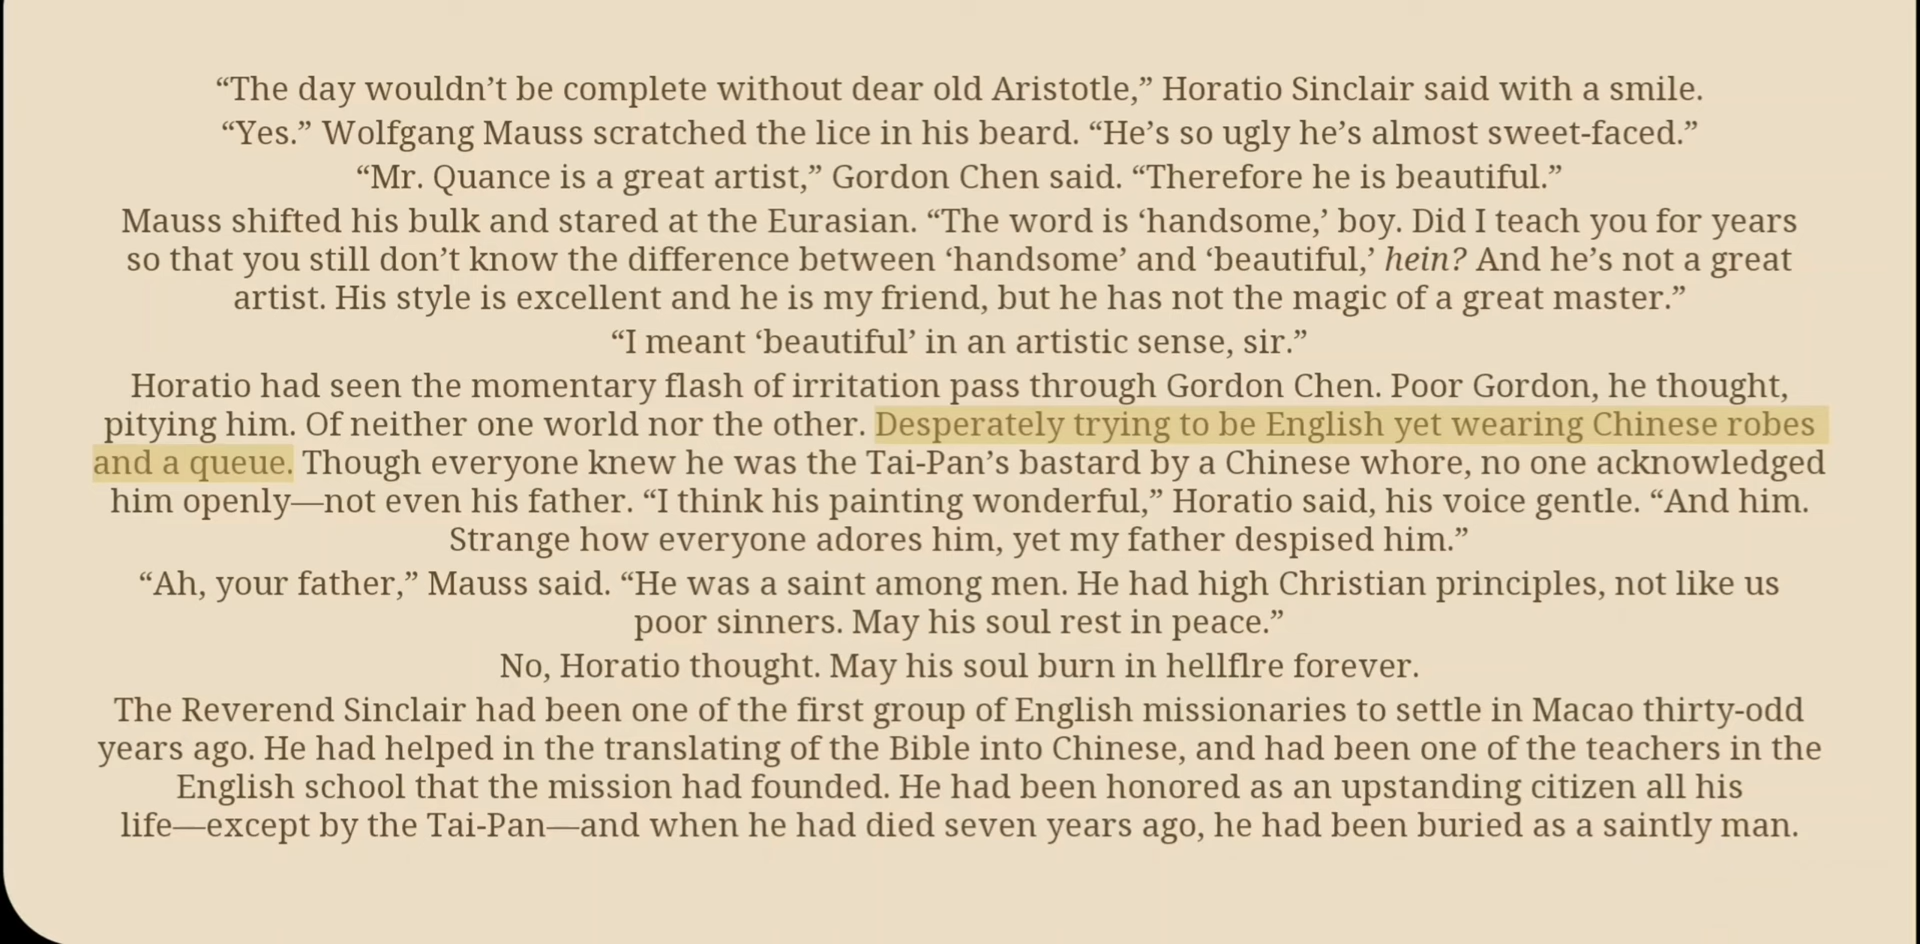 “The day wouldn’t be complete without dear old Aristotle,” Horatio Sinclair said with a smile.
“Yes.” Wolfgang Mauss scratched the lice in his beard. “He’s so ugly he’s almost sweet-faced.”
“Mr. Quance is a great artist,” Gordon Chen said. “Therefore he is beautiful.”
Mauss shifted his bulk and stared at the Eurasian. “The word is ‘handsome,’ boy. Did I teach you for years
so that you still don’t know the difference between ‘handsome’ and ‘beautiful,’ hein? And he’s not a great
artist. His style is excellent and he is my friend, but he has not the magic of a great master.”
“I meant ‘beautiful’ in an artistic sense, sir.”
Horatio had seen the momentary flash of irritation pass through Gordon Chen. Poor Gordon, he thought,
pitying him. Of neither one world nor the other. Desperately trying to be English yet wearing Chinese robes
and a queue. Though everyone knew he was the Tai-Pan’s bastard by a Chinese whore, no one acknowledged
him openly—not even his father. “I think his painting wonderful,” Horatio said, his voice gentle. “And him.
Strange how everyone adores him, yet my father despised him.”
“Ah, your father,” Mauss said. “He was a saint among men. He had high Christian principles, not like us
poor sinners. May his soul rest in peace.”
No, Horatio thought. May his soul burn in hellflre forever.
The Reverend Sinclair had been one of the first group of English missionaries to settle in Macao thirty-odd
years ago. He had helped in the translating of the Bible into Chinese, and had been one of the teachers in the
English school that the mission had founded. He had been honored as an upstanding citizen all his
life—except by the Tai-Pan—and when he had died seven years ago, he had been buried as a saintly man.